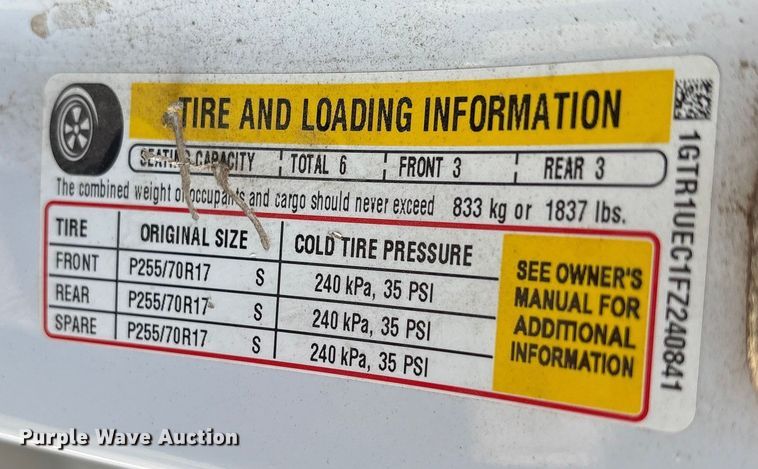 TIRE AND LOADING INFORMATION
SEATING CAPACITY TOTAL 6 FRONT 3 REAR 3
The combined weight of occupants and cargo should never exceed 833 kg or 1837 lbs.
TIRE ORIGINAL SIZE COLD TIRE PRESSURE
FRONT P255/70R17 S 240 kPa, 35 PSI
REAR P255/70R17 S 240 kPa, 35 PSI
SPARE P255/70R17 S 240 kPa, 35 PSI
SEE OWNER'S
MANUAL FOR
ADDITIONAL
INFORMATION
1GTR1UEC1FZ240841
Purple Wave Auction